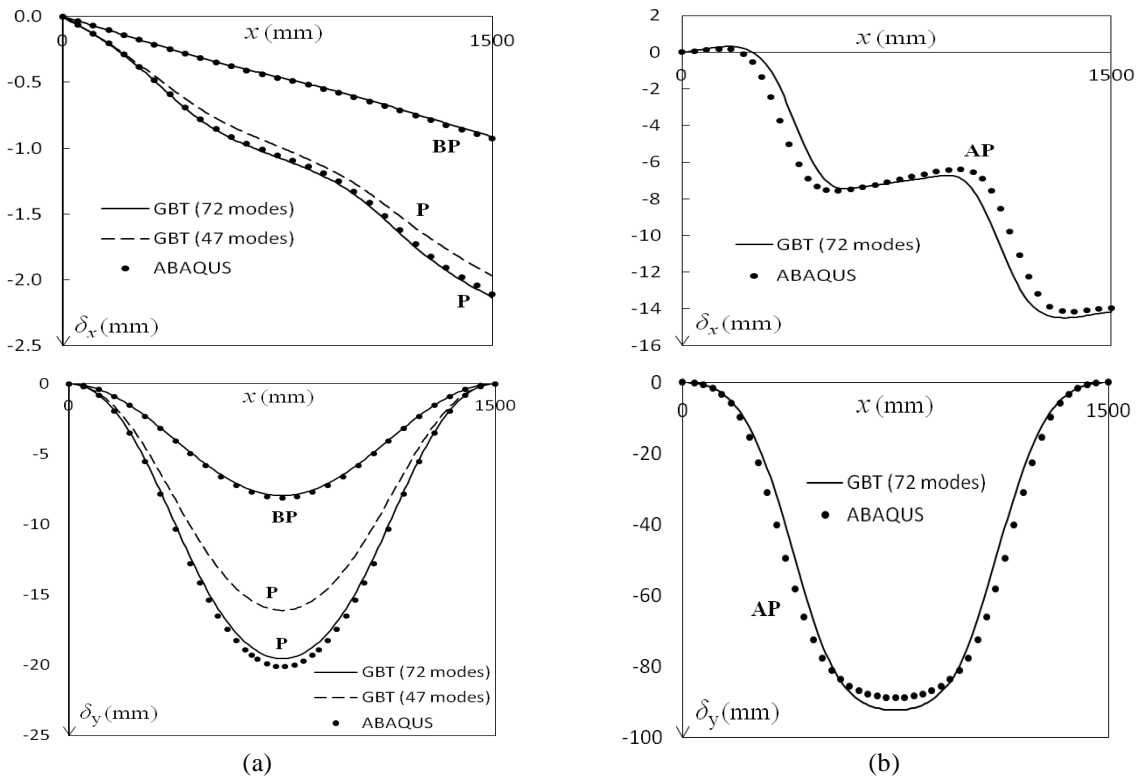 0.0
-0.5
-1.0
-1.5
-2.0
-2.5
0
x (mm)
1500
BP
P
P
GBT (72 modes)
GBT (47 modes)
ABAQUS
δx (mm)
2
0
-2
-4
-6
-8
-10
-12
-14
-16
0
x (mm)
1500
AP
GBT (72 modes)
ABAQUS
δx (mm)
0
-5
-10
-15
-20
-25
0
x (mm)
1500
BP
P
P
GBT (72 modes)
GBT (47 modes)
ABAQUS
δy (mm)
(a)
0
-20
-40
-60
-80
-100
0
x (mm)
1500
GBT (72 modes)
ABAQUS
AP
δy (mm)
(b)